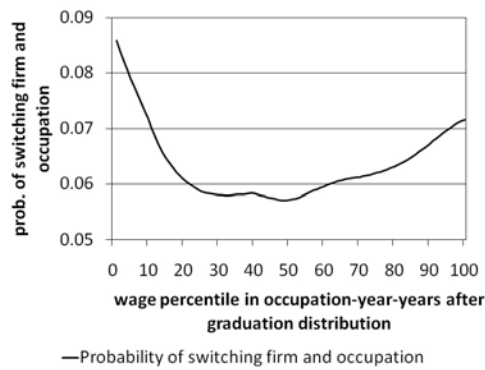 prob. of switching firm and
occupation
0.09
0.08
0.07
0.06
0.05
0 10 20 30 40 50 60 70 80 90 100
wage percentile in occupation-year-years after
graduation distribution
—Probability of switching firm and occupation